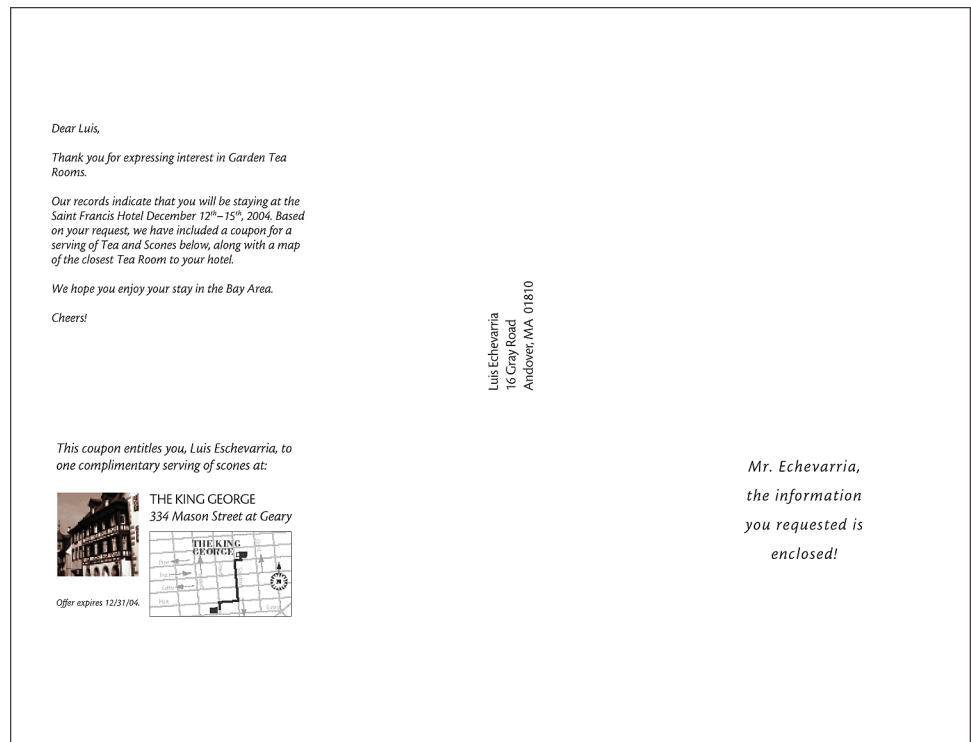 Dear Luis,
Thank you for expressing interest in Garden Tea
Rooms.
Our records indicate that you will be staying at the
Saint Francis Hotel December 12th–15th, 2004. Based
on your request, we have included a coupon for a
serving of Tea and Scones below, along with a map
of the closest Tea Room to your hotel.
We hope you enjoy your stay in the Bay Area.
Cheers!
This coupon entitles you, Luis Eschevarria, to
one complimentary serving of scones at:
THE KING GEORGE
334 Mason Street at Geary
THE KING
GEORGE
Offer expires 12/31/04.
Luis Echevarria
16 Gray Road
Andover, MA 01810
Mr. Echevarria,
the information
you requested is
enclosed!